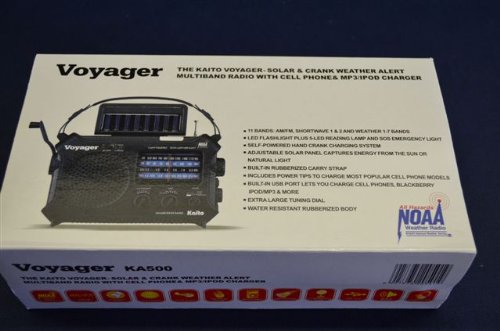 Voyager
THE KAITO VOYAGER- SOLAR & CRANK WEATHER ALERT
MULTIBAND RADIO WITH CELL PHONE& MP3/IPOD CHARGER
Voyager
Kaito
• 11 BANDS: AM/FM, SHORTWAVE 1 & 2 AND WEATHER 1-7 BANDS
• LED FLASHLIGHT PLUS 5-LED READING LAMP AND SOS EMERGENCY LIGHT
• SELF-POWERED HAND CRANK CHARGING SYSTEM
• ADJUSTABLE SOLAR PANEL CAPTURES ENERGY FROM THE SUN OR
NATURAL LIGHT
• BUILT-IN RUBBERIZED CARRY STRAP
• INCLUDES POWER TIPS TO CHARGE MOST POPULAR CELL PHONE MODELS
• BUILT-IN USB PORT LETS YOU CHARGE CELL PHONES, BLACKBERRY
IPOD/MP3 & MORE
• EXTRA LARGE TUNING DIAL
• WATER RESISTANT RUBBERIZED BODY
All Hazards
NOAA
Weather Radio
Voyager KA500
THE KAITO VOYAGER- SOLAR & CRANK WEATHER ALERT
MULTIBAND RADIO WITH CELL PHONE& MP3/IPOD CHARGER